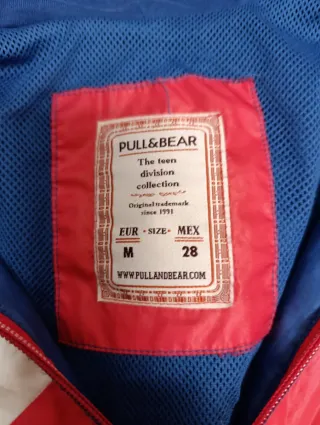 PULL&BEAR
The teen
division
collection
Original trademark
since 1991
EUR - SIZE - MEX
M 28
WWW.PULLANDBEAR.COM